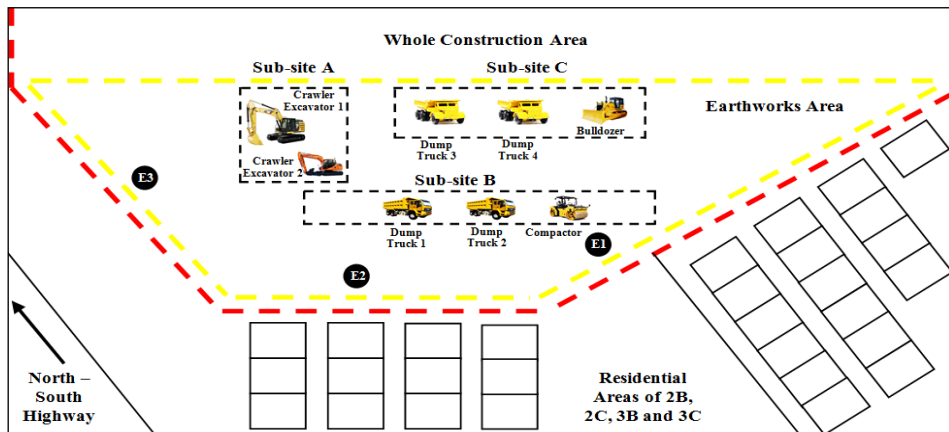 Whole Construction Area
Sub-site A
Sub-site C
Crawler
Excavator 1
Crawler
Excavator 2
Dump
Truck 3
Dump
Truck 4
Bulldozer
Earthworks Area
E3
Sub-site B
Dump
Truck 1
Dump
Truck 2
Compactor
E1
E2
North –
South
Highway
Residential
Areas of 2B,
2C, 3B and 3C